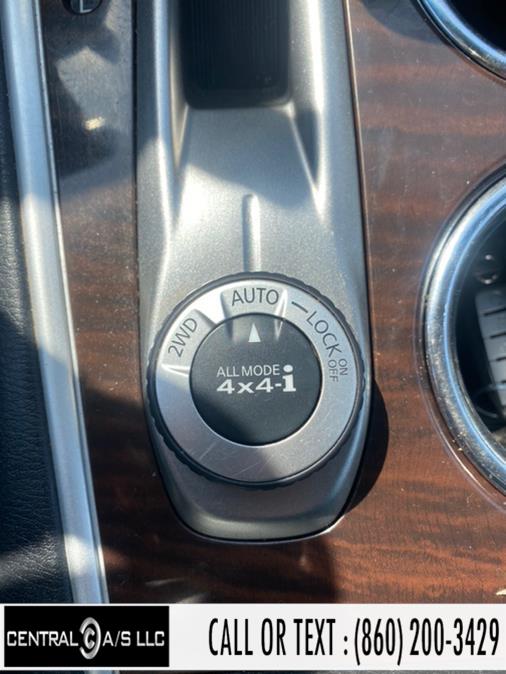 AUTO
2WD
LOCK
ON
OFF
ALL MODE
4x4-i
CENTRAL C A/S LLC
CALL OR TEXT : (860) 200-3429